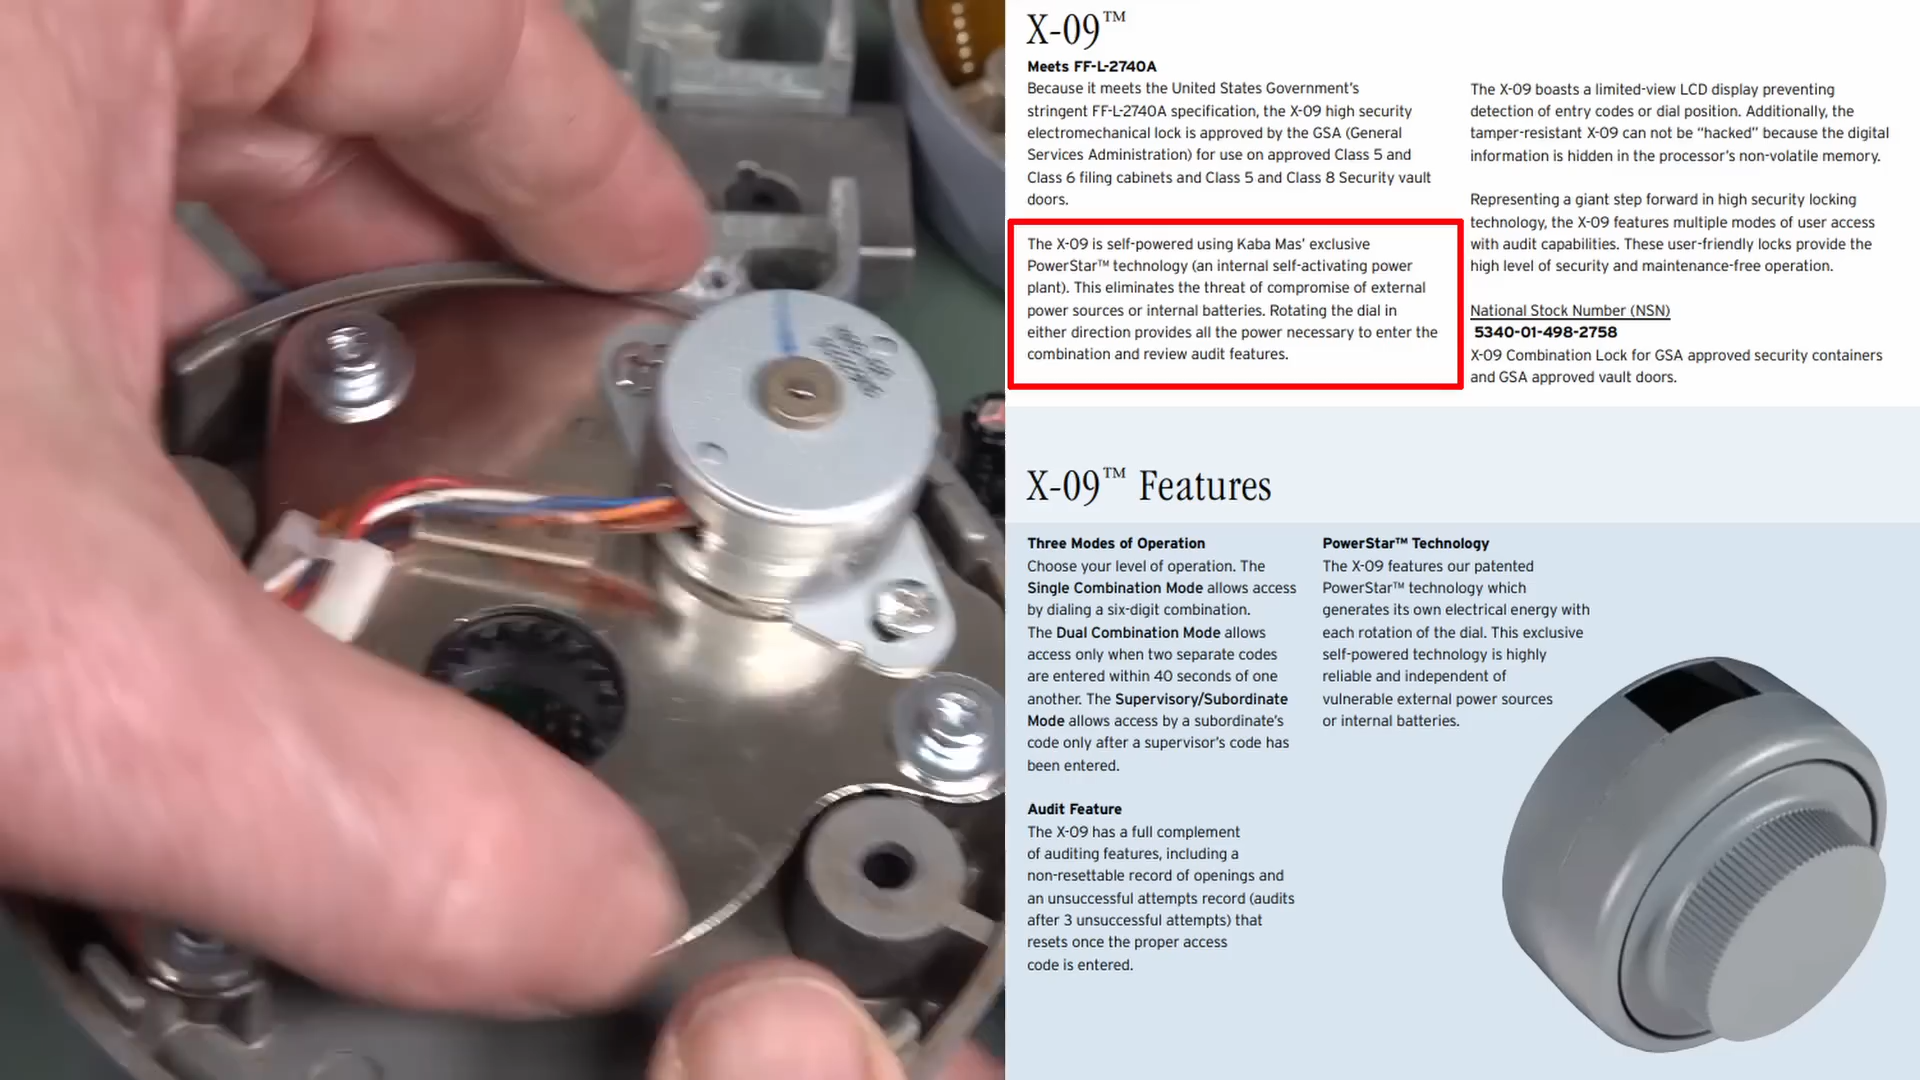 X-09™
Meets FF-L-2740A
Because it meets the United States Government's
stringent FF-L-2740A specification, the X-09 high security
electromechanical lock is approved by the GSA (General
Services Administration) for use on approved Class 5 and
Class 6 filing cabinets and Class 5 and Class 8 Security vault
doors.
The X-09 is self-powered using Kaba Mas' exclusive
PowerStar™ technology (an internal self-activating power
plant). This eliminates the threat of compromise of external
power sources or internal batteries. Rotating the dial in
either direction provides all the power necessary to enter the
combination and review audit features.
The X-09 boasts a limited-view LCD display preventing
detection of entry codes or dial position. Additionally, the
tamper-resistant X-09 can not be “hacked” because the digital
information is hidden in the processor's non-volatile memory.
Representing a giant step forward in high security locking
technology, the X-09 features multiple modes of user access
with audit capabilities. These user-friendly locks provide the
high level of security and maintenance-free operation.
National Stock Number (NSN)
5340-01-498-2758
X-09 Combination Lock for GSA approved security containers
and GSA approved vault doors.
X-09™ Features
Three Modes of Operation
Choose your level of operation. The
Single Combination Mode allows access
by dialing a six-digit combination.
The Dual Combination Mode allows
access only when two separate codes
are entered within 40 seconds of one
another. The Supervisory/Subordinate
Mode allows access by a subordinate's
code only after a supervisor's code has
been entered.
Audit Feature
The X-09 has a full complement
of auditing features, including a
non-resettable record of openings and
an unsuccessful attempts record (audits
after 3 unsuccessful attempts) that
resets once the proper access
code is entered.
PowerStar™ Technology
The X-09 features our patented
PowerStar™ technology which
generates its own electrical energy with
each rotation of the dial. This exclusive
self-powered technology is highly
reliable and independent of
vulnerable external power sources
or internal batteries.